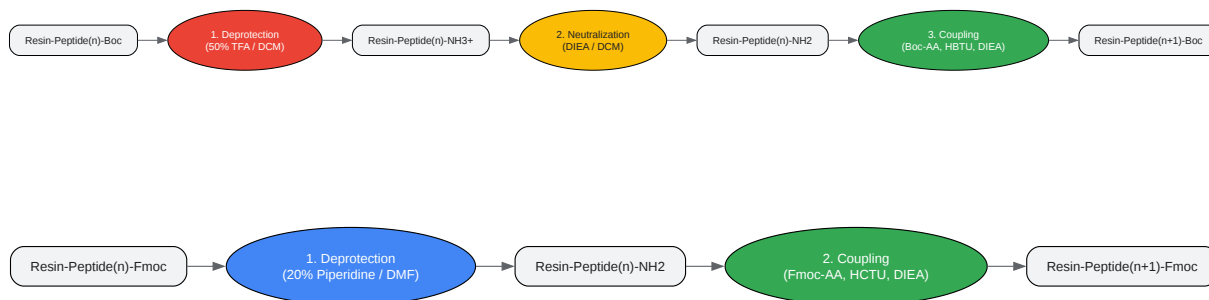 Resin-Peptide(n)-Boc
1. Deprotection
(50% TFA / DCM)
Resin-Peptide(n)-NH3+
2. Neutralization
(DIEA / DCM)
Resin-Peptide(n)-NH2
3. Coupling
(Boc-AA, HBTU, DIEA)
Resin-Peptide(n+1)-Boc
Resin-Peptide(n)-Fmoc
1. Deprotection
(20% Piperidine / DMF)
Resin-Peptide(n)-NH2
2. Coupling
(Fmoc-AA, HCTU, DIEA)
Resin-Peptide(n+1)-Fmoc